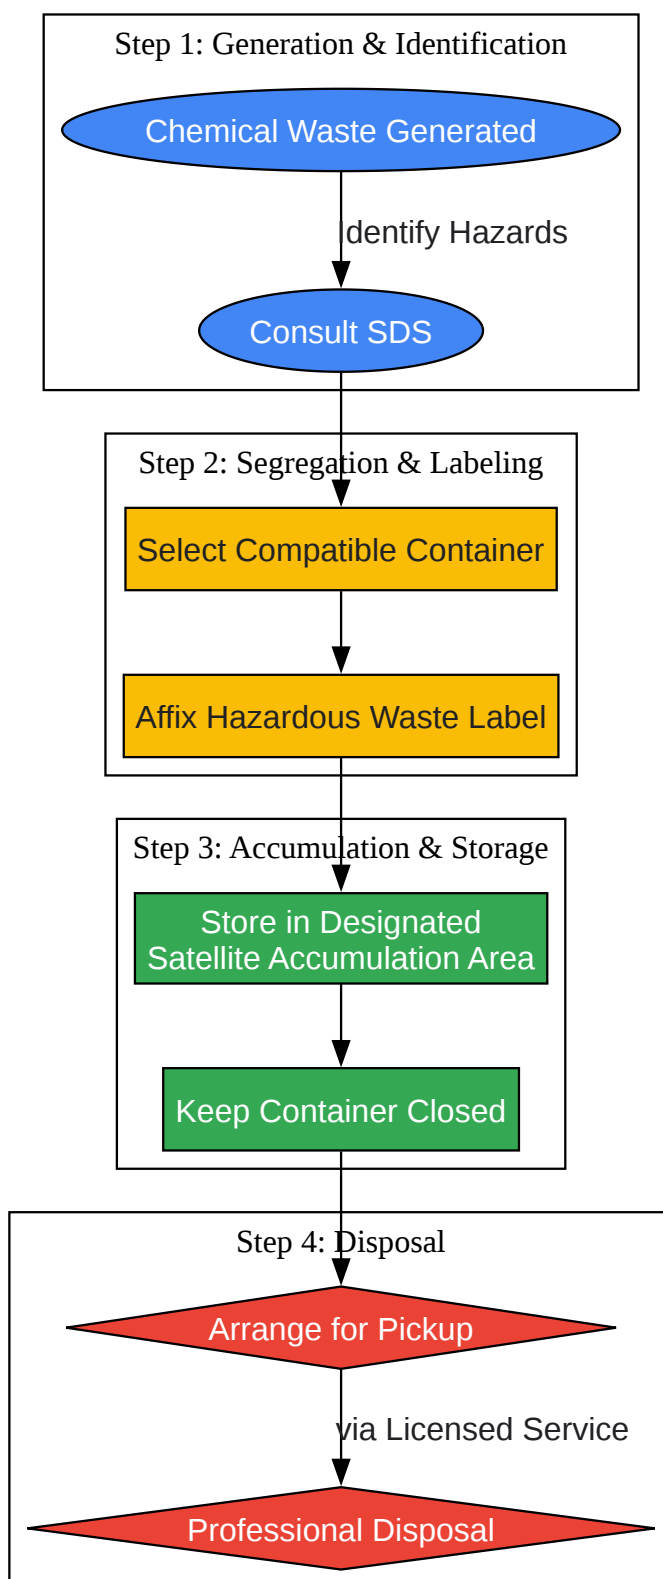 Step 1: Generation & Identification
Chemical Waste Generated
Identify Hazards
Consult SDS
Step 2: Segregation & Labeling
Select Compatible Container
Affix Hazardous Waste Label
Step 3: Accumulation & Storage
Store in Designated
Satellite Accumulation Area
Keep Container Closed
Step 4: Disposal
Arrange for Pickup
via Licensed Service
Professional Disposal